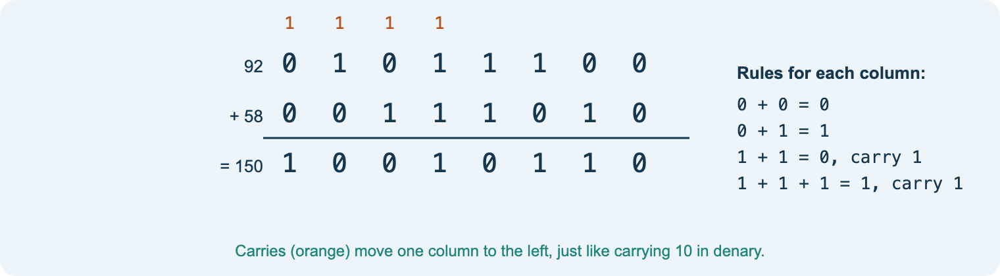 1 1 1 1
92 0 1 0 1 1 1 0 0
+ 58 0 0 1 1 1 0 1 0
= 150 1 0 0 1 0 1 1 0
Rules for each column:
0 + 0 = 0
0 + 1 = 1
1 + 1 = 0, carry 1
1 + 1 + 1 = 1, carry 1
Carries (orange) move one column to the left, just like carrying 10 in denary.